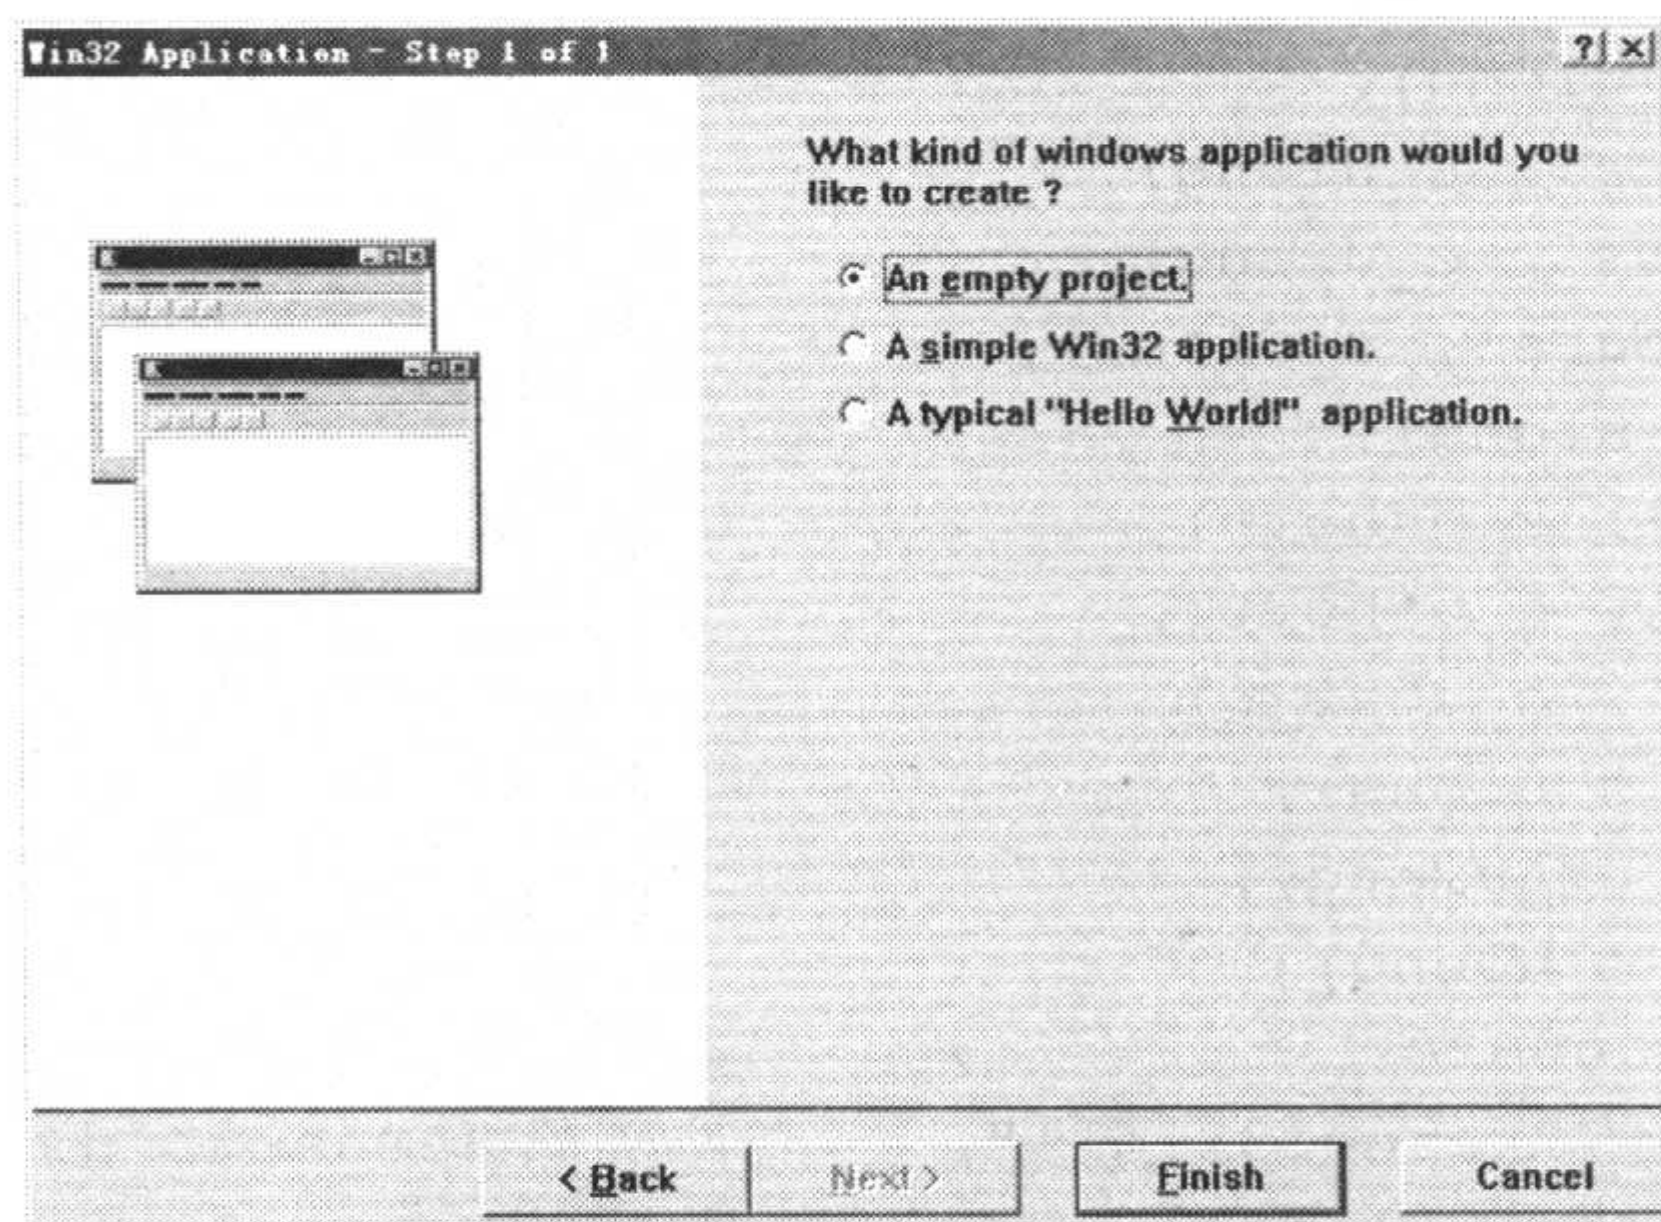 Win32 Application - Step 1 of 1
What kind of windows application would you
like to create ?
An empty project.
A simple Win32 application.
A typical "Hello World!" application.
< Back
Next >
Finish
Cancel